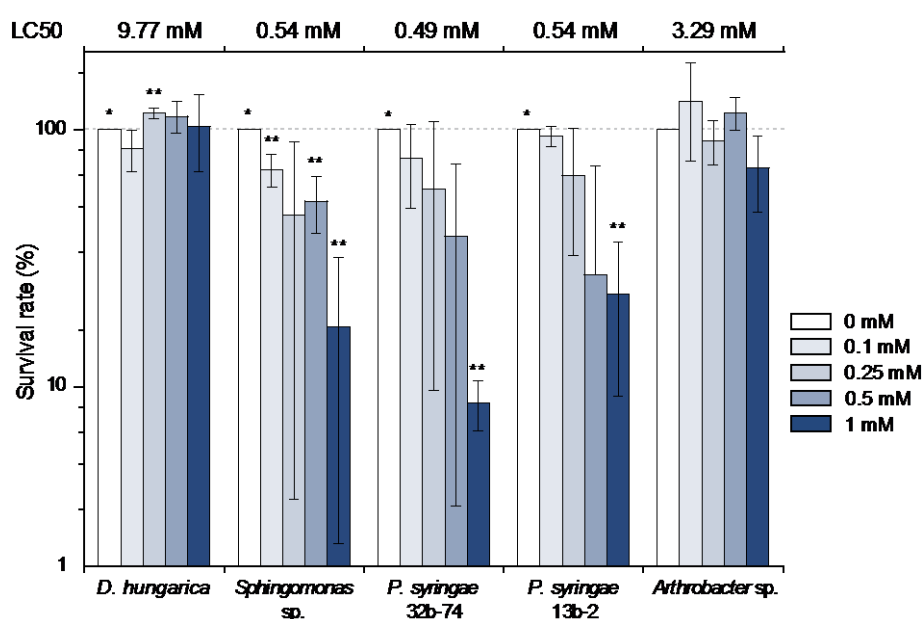 LC50 9.77 mM 0.54 mM 0.49 mM 0.54 mM 3.29 mM
* ** * ** ** ** * ** * **
100
10
1
Survival rate (%)
0 mM
0.1 mM
0.25 mM
0.5 mM
1 mM
D. hungarica Sphingomonas P. syringae P. syringae Arthrobacter sp.
sp. 32b-74 13b-2